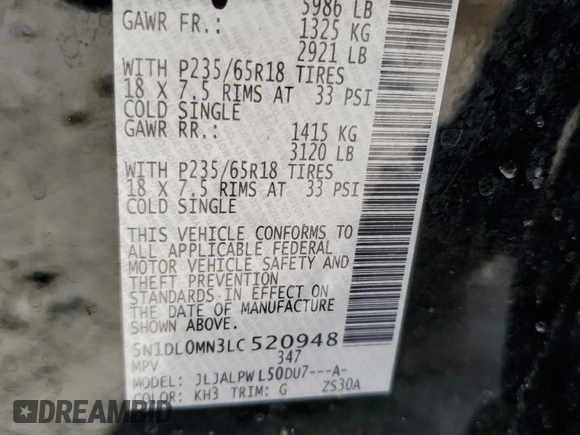 5986 LB
GAWR FR.: 1325 KG
2921 LB
WITH P235/65R18 TIRES
18 X 7.5 RIMS AT 33 PSI
COLD SINGLE
GAWR RR.: 1415 KG
3120 LB
WITH P235/65R18 TIRES
18 X 7.5 RIMS AT 33 PSI
COLD SINGLE
THIS VEHICLE CONFORMS TO
ALL APPLICABLE FEDERAL
MOTOR VEHICLE SAFETY AND
THEFT PREVENTION
STANDARDS IN EFFECT ON
THE DATE OF MANUFACTURE
SHOWN ABOVE.
5N1DL0MN3LC520948
MPV 347
MODEL: JLJALPWL50DU7---A-
COLOR: KH3 TRIM: G ZS30A
AUTO AUCTION HISTORY